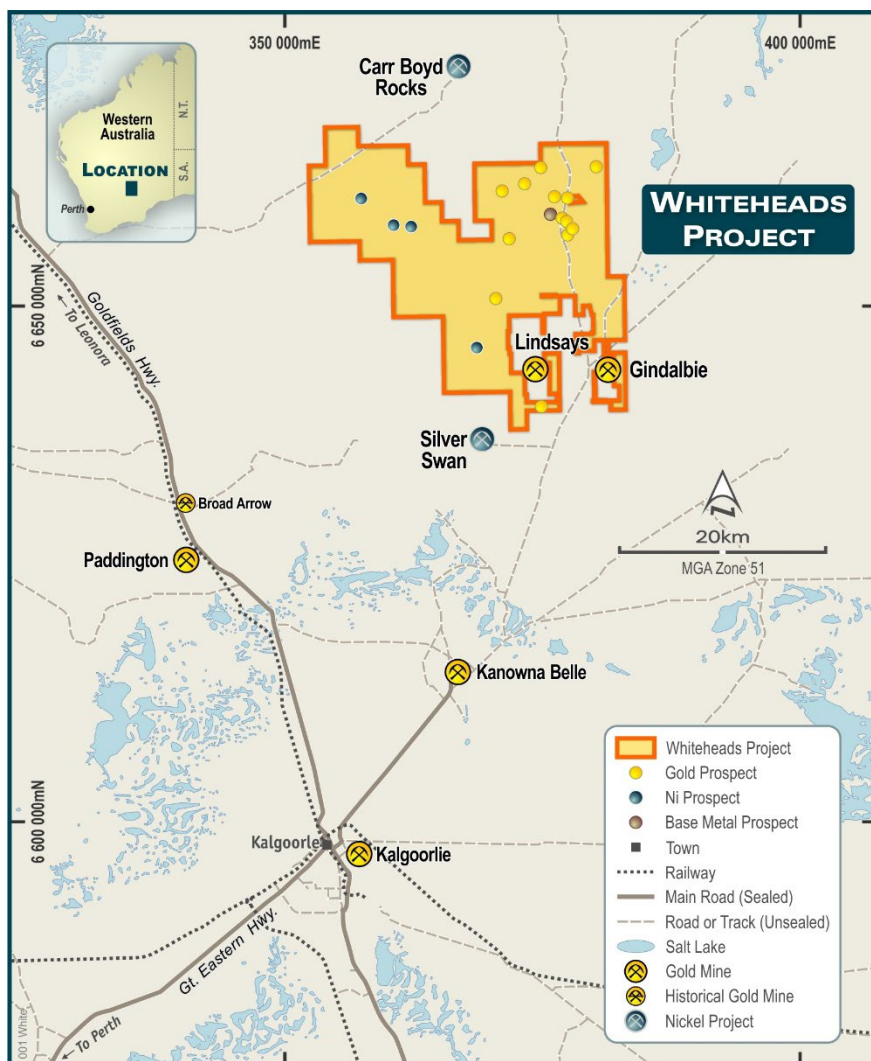 350 000mE
400 000mE
Carr Boyd
Rocks
Western
Australia
LOCATION
N.T.
S.A.
Perth
WHITEHEADS
PROJECT
6 650 000mN
Goldfields Hwy.
To Leonora
Lindsays
Gindalbie
Silver
Swan
Broad Arrow
Paddington
20km
MGA Zone 51
Kanowna Belle
Whiteheads Project
Gold Prospect
Ni Prospect
Base Metal Prospect
Town
Railway
Main Road (Sealed)
Road or Track (Unsealed)
Salt Lake
Gold Mine
Historical Gold Mine
Nickel Project
6 600 000mN
Kalgoorle
Kalgoorlie
Gt. Eastern Hwy.
To Perth
001 White